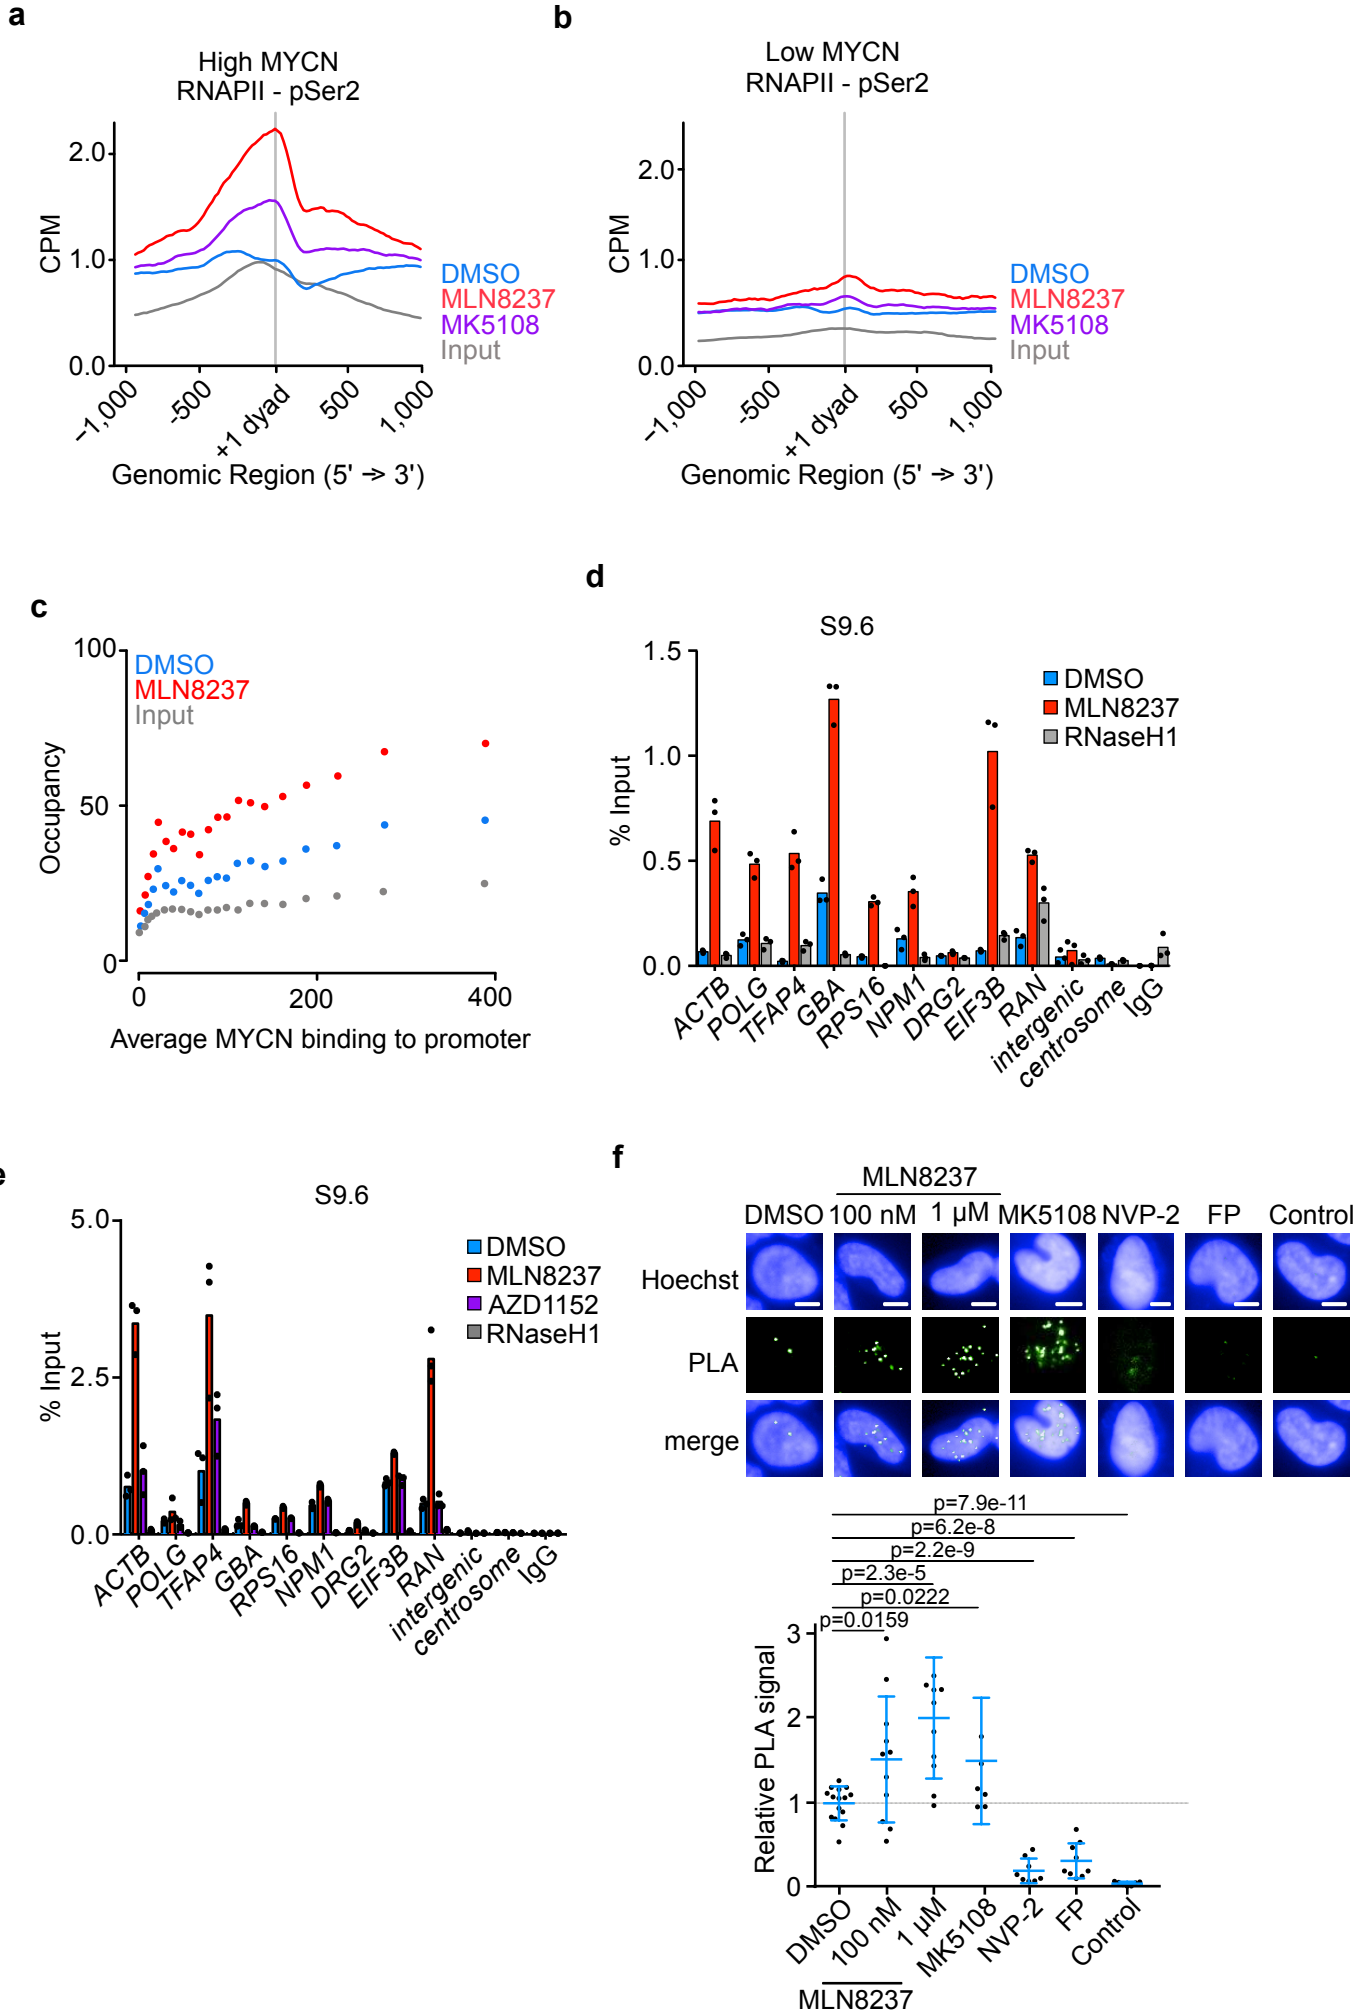 a
High MYCN
RNAPII - pSer2
2.0
1.0
0.0
CPM
DMSO
MLN8237
MK5108
Input
−1,000
-500
+1 dyad
500
1,000
Genomic Region (5' → 3')
b
Low MYCN
RNAPII - pSer2
2.0
1.0
0.0
CPM
DMSO
MLN8237
MK5108
Input
−1,000
-500
+1 dyad
500
1,000
Genomic Region (5' → 3')
c
100
50
0
Occupancy
DMSO
MLN8237
Input
0
200
400
Average MYCN binding to promoter
d
S9.6
1.5
1.0
0.5
0.0
% Input
DMSO
MLN8237
RNaseH1
ACTB
POLG
TFAP4
GBA
RPS16
NPM1
DRG2
EIF3B
RAN
intergenic
centrosome
IgG
e
S9.6
5.0
2.5
0.0
% Input
DMSO
MLN8237
AZD1152
RNaseH1
ACTB
POLG
TFAP4
GBA
RPS16
NPM1
DRG2
EIF3B
RAN
intergenic
centrosome
IgG
f
MLN8237
DMSO 100 nM 1 µM MK5108 NVP-2 FP Control
Hoechst
PLA
merge
p=7.9e-11
p=6.2e-8
p=2.2e-9
p=2.3e-5
p=0.0222
p=0.0159
3
2
1
0
Relative PLA signal
DMSO
100 nM
1 µM
MK5108
NVP-2
FP
Control
MLN8237